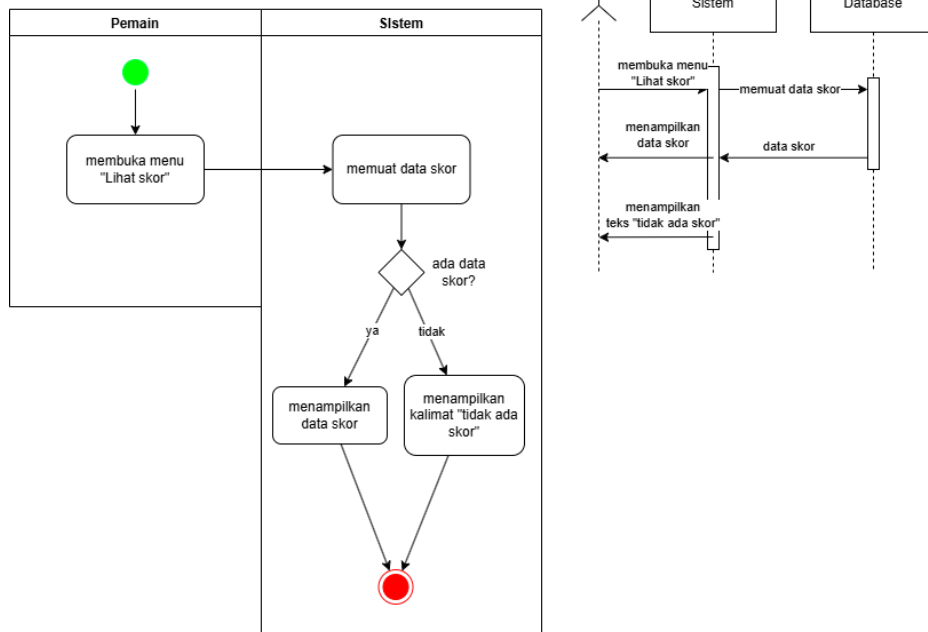 Pemain
Sistem
membuka menu
"Lihat skor"
memuat data skor
ada data
skor?
ya
tidak
menampilkan
data skor
menampilkan
kalimat "tidak ada
skor"
Sistem
Database
membuka menu
"Lihat skor"
memuat data skor
menampilkan
data skor
data skor
menampilkan
teks "tidak ada skor"